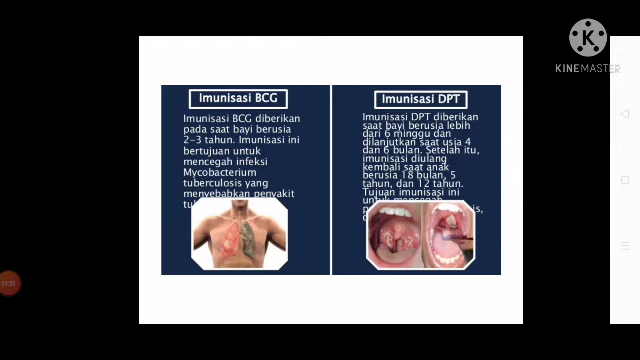 Imunisasi BCG
Imunisasi BCG diberikan
pada saat bayi berusia
2-3 tahun. Imunisasi ini
bertujuan untuk
mencegah infeksi
Mycobacterium
tuberculosis yang
menyebabkan penyakit
Imunisasi DPT
Imunisasi DPT diberikan
saat bayi berusia lebih
dari 6 minggu dan
dilanjutkan saat usia 4
dan 6 bulan. Setelah itu,
imunisasi diulang
kembali saat anak
berusia 18 bulan, 5
tahun, dan 12 tahun.
Tujuan imunisasi ini
untuk mencegah
K
KINEMASTER
01:20